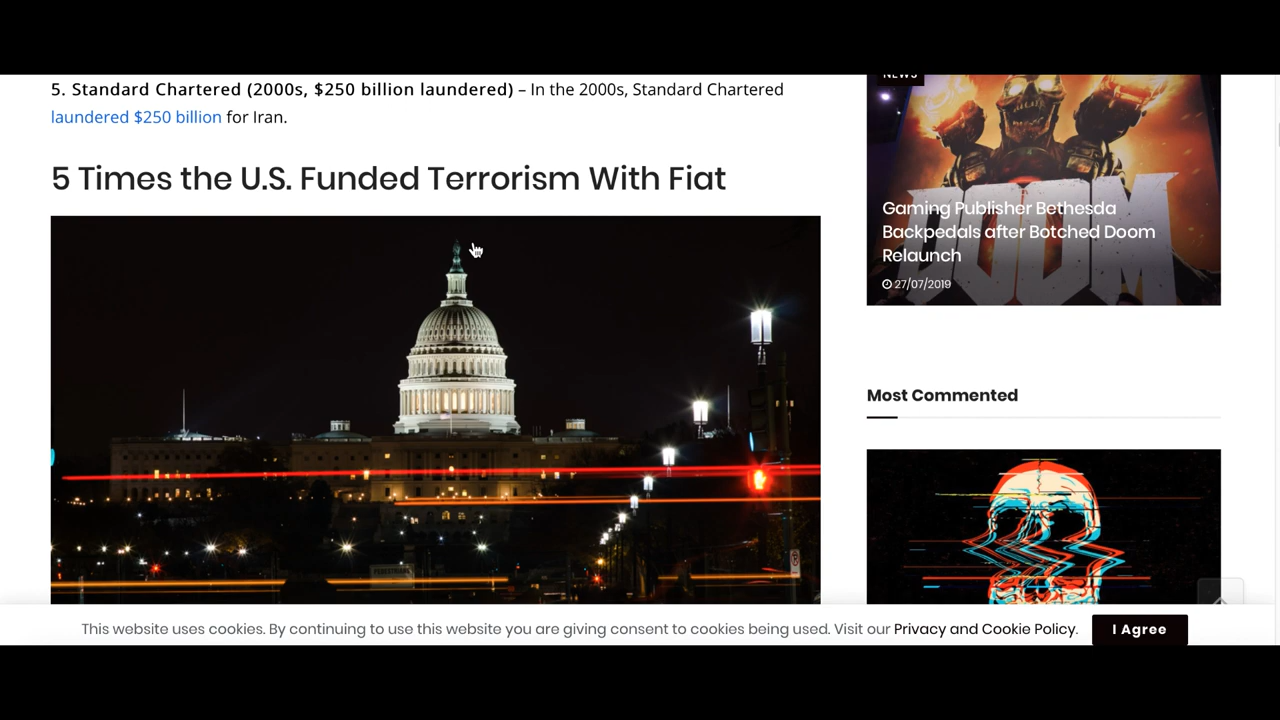 5. Standard Chartered (2000s, $250 billion laundered) – In the 2000s, Standard Chartered
laundered $250 billion for Iran.
5 Times the U.S. Funded Terrorism With Fiat
NEWS
DOOM
Gaming Publisher Bethesda
Backpedals after Botched Doom
Relaunch
27/07/2019
Most Commented
This website uses cookies. By continuing to use this website you are giving consent to cookies being used. Visit our Privacy and Cookie Policy.
I Agree